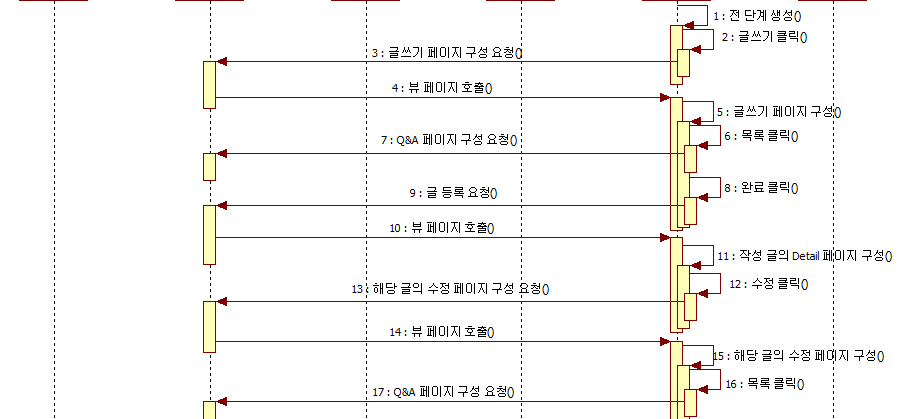 1 : 전 단계 생성()
2 : 글쓰기 클릭()
3 : 글쓰기 페이지 구성 요청()
4 : 뷰 페이지 호출()
5 : 글쓰기 페이지 구성()
6 : 목록 클릭()
7 : Q&A 페이지 구성 요청()
8 : 완료 클릭()
9 : 글 등록 요청()
10 : 뷰 페이지 호출()
11 : 작성 글의 Detail 페이지 구성()
12 : 수정 클릭()
13 : 해당 글의 수정 페이지 구성 요청()
14 : 뷰 페이지 호출()
15 : 해당 글의 수정 페이지 구성()
16 : 목록 클릭()
17 : Q&A 페이지 구성 요청()